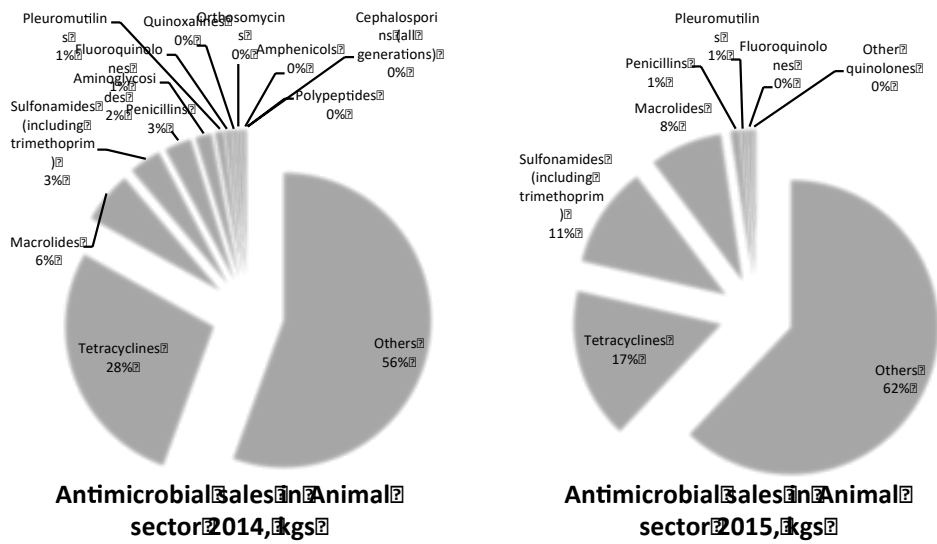 Pleuromutilin
s
1%
Quinoxalines
0%
Orthosomycin
s
0%
Amphenicols
0%
Cephalospori
ns (all
generations)
0%
Polypeptides
0%
Fluoroquinolo
nes
1%
Aminoglycosi
des
2%
Penicillins
3%
Sulfonamides
(including
trimethoprim
)
3%
Macrolides
6%
Tetracyclines
28%
Others
56%
Antimicrobial sales in Animal
sector 2014, kgs
Pleuromutilin
s
1%
Fluoroquinolo
nes
0%
Other
quinolones
0%
Penicillins
1%
Macrolides
8%
Sulfonamides
(including
trimethoprim
)
11%
Tetracyclines
17%
Others
62%
Antimicrobial sales in Animal
sector 2015, kgs